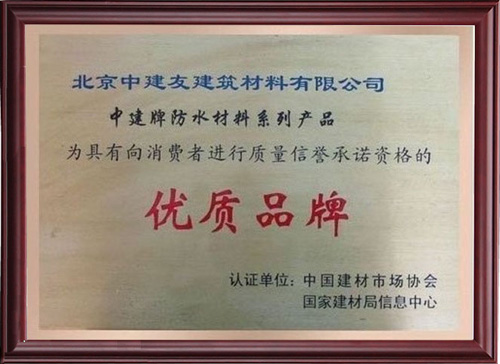 北京中建友建筑材料有限公司
中建牌防水材料系列产品
为具有向消费者进行质量信誉承诺资格的
优质品牌
认证单位：中国建材市场协会
国家建材局信息中心